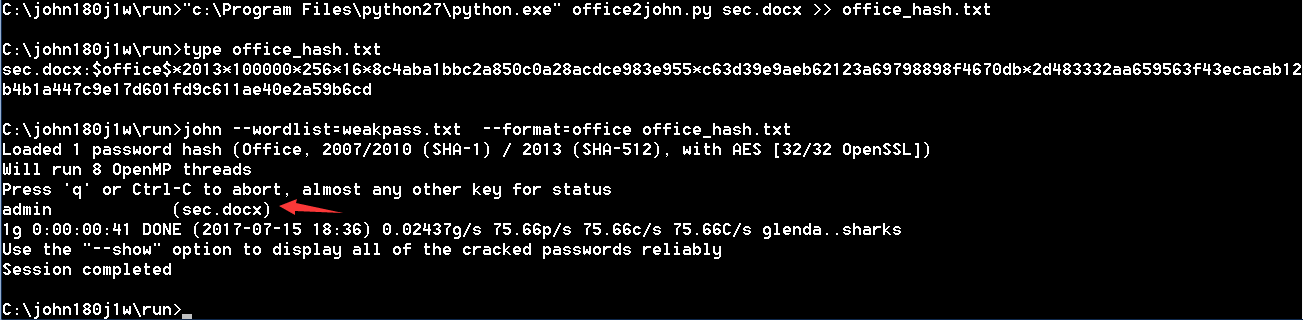 C:\john180j1w\run>"c:\Program Files\python27\python.exe" office2john.py sec.docx >> office_hash.txt
C:\john180j1w\run>type office_hash.txt
sec.docx:$office$*2013*100000*256*16*8c4aba1bbc2a850c0a28acdce983e955*c63d39e9aeb62123a69798898f4670db*2d483332aa659563f43ecacab12
b4b1a447c9e17d601fd9c611ae40e2a59b6cd
C:\john180j1w\run>john --wordlist=weakpass.txt  --format=office office_hash.txt
Loaded 1 password hash (Office, 2007/2010 (SHA-1) / 2013 (SHA-512), with AES [32/32 OpenSSL])
Will run 8 OpenMP threads
Press 'q' or Ctrl-C to abort, almost any other key for status
admin            (sec.docx)
1g 0:00:00:41 DONE (2017-07-15 18:36) 0.02437g/s 75.66p/s 75.66c/s 75.66C/s glenda..sharks
Use the "--show" option to display all of the cracked passwords reliably
Session completed
C:\john180j1w\run>_